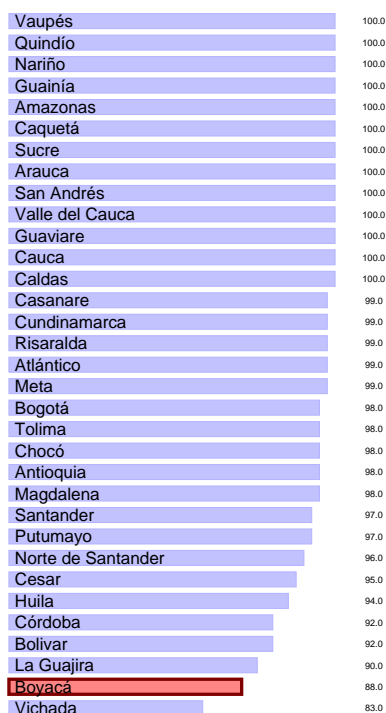 Vaupés 100.0
Quindío 100.0
Nariño 100.0
Guainía 100.0
Amazonas 100.0
Caquetá 100.0
Sucre 100.0
Arauca 100.0
San Andrés 100.0
Valle del Cauca 100.0
Guaviare 100.0
Cauca 100.0
Caldas 100.0
Casanare 99.0
Cundinamarca 99.0
Risaralda 99.0
Atlántico 99.0
Meta 99.0
Bogotá 98.0
Tolima 98.0
Chocó 98.0
Antioquia 98.0
Magdalena 98.0
Santander 97.0
Putumayo 97.0
Norte de Santander 96.0
Cesar 95.0
Huila 94.0
Córdoba 92.0
Bolivar 92.0
La Guajira 90.0
Boyacá 88.0
Vichada 83.0